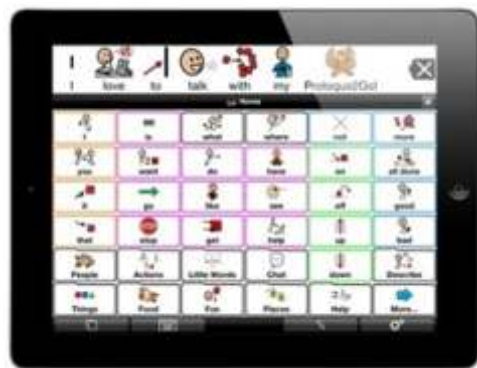 I love to talk with my Proloquo2Go!
Home
I is what where not more
you want do have on all done
it go like see off good
that stop get help up bad
People Actions Little Words Chat down Describe
Things Food Fun Places Help More...